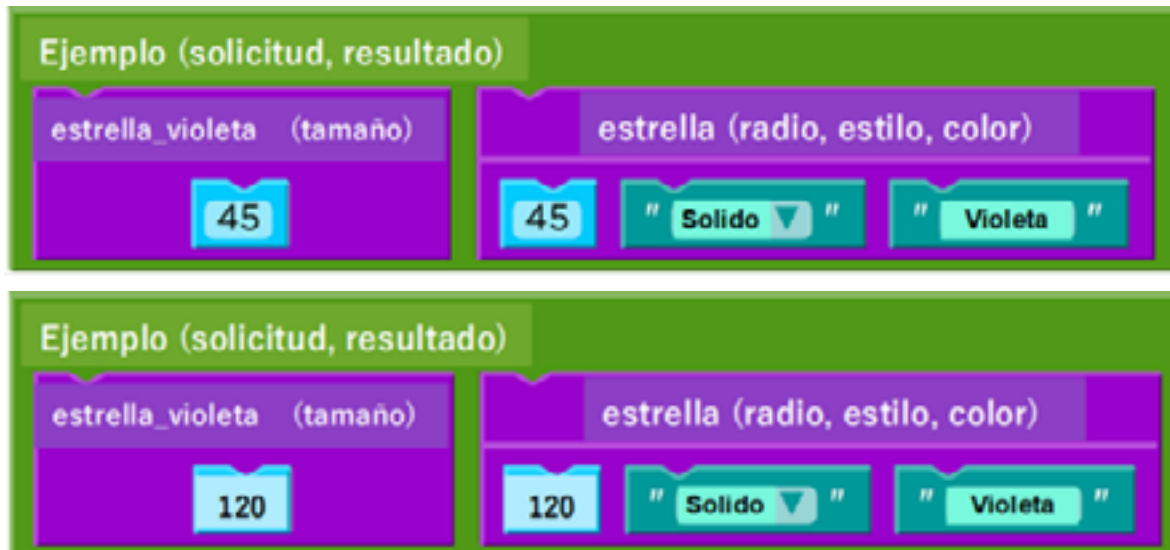 Ejemplo (solicitud, resultado)
estrella_violeta (tamaño) estrella (radio, estilo, color)
45 45 " Solido " " Violeta "
Ejemplo (solicitud, resultado)
estrella_violeta (tamaño) estrella (radio, estilo, color)
120 120 " Solido " " Violeta "